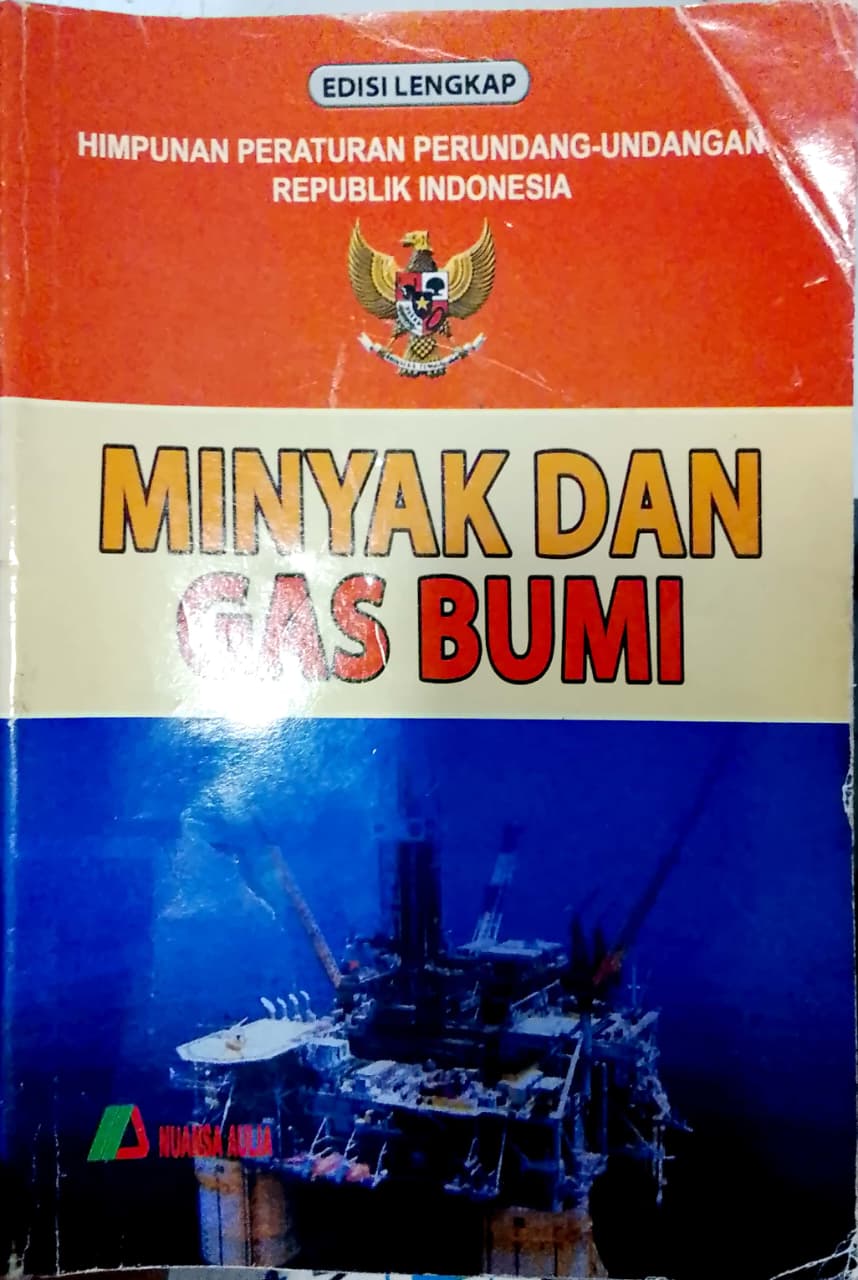 EDISI LENGKAP
HIMPUNAN PERATURAN PERUNDANG-UNDANGAN
REPUBLIK INDONESIA
MINYAK DAN
GAS BUMI
NUANSA AULIA